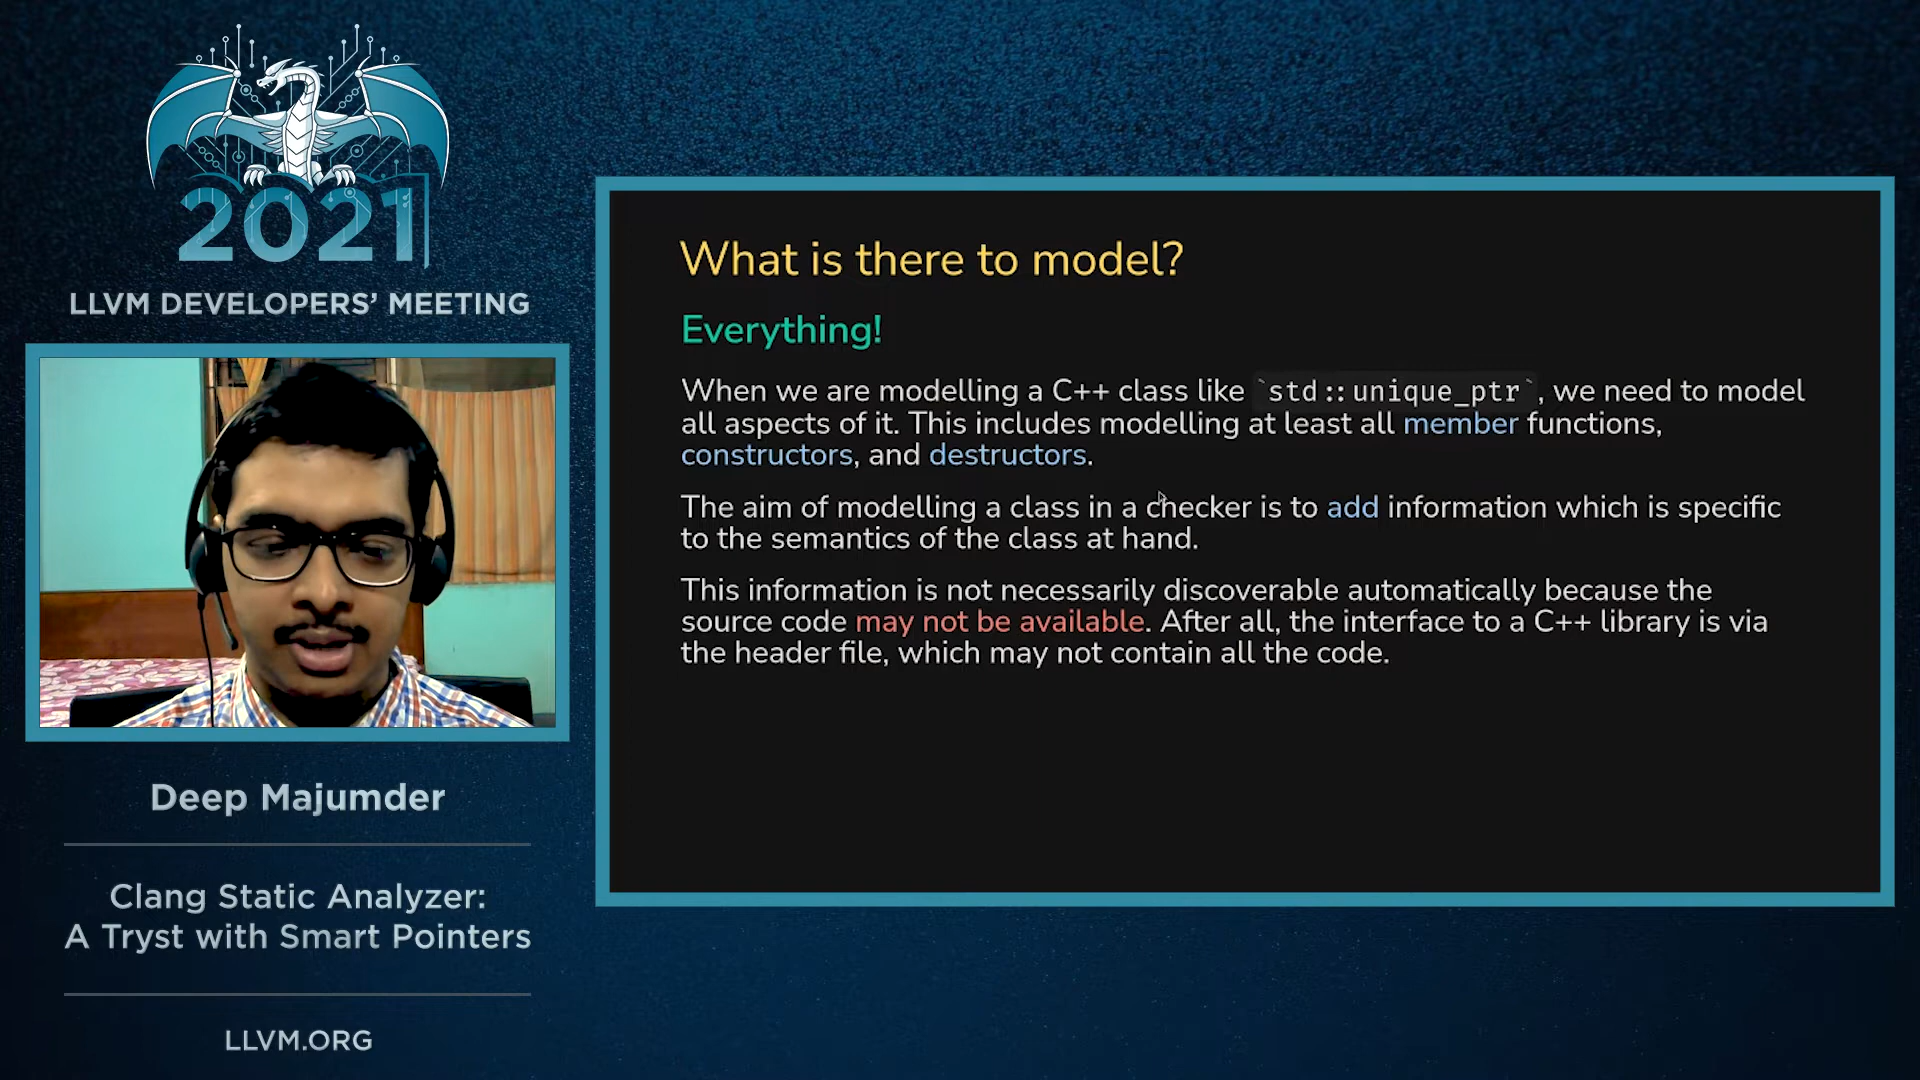 2021
LLVM DEVELOPERS’ MEETING
Deep Majumder
Clang Static Analyzer:
A Tryst with Smart Pointers
LLVM.ORG
What is there to model?
Everything!
When we are modelling a C++ class like `std::unique_ptr`, we need to model
all aspects of it. This includes modelling at least all member functions,
constructors, and destructors.
The aim of modelling a class in a checker is to add information which is specific
to the semantics of the class at hand.
This information is not necessarily discoverable automatically because the
source code may not be available. After all, the interface to a C++ library is via
the header file, which may not contain all the code.